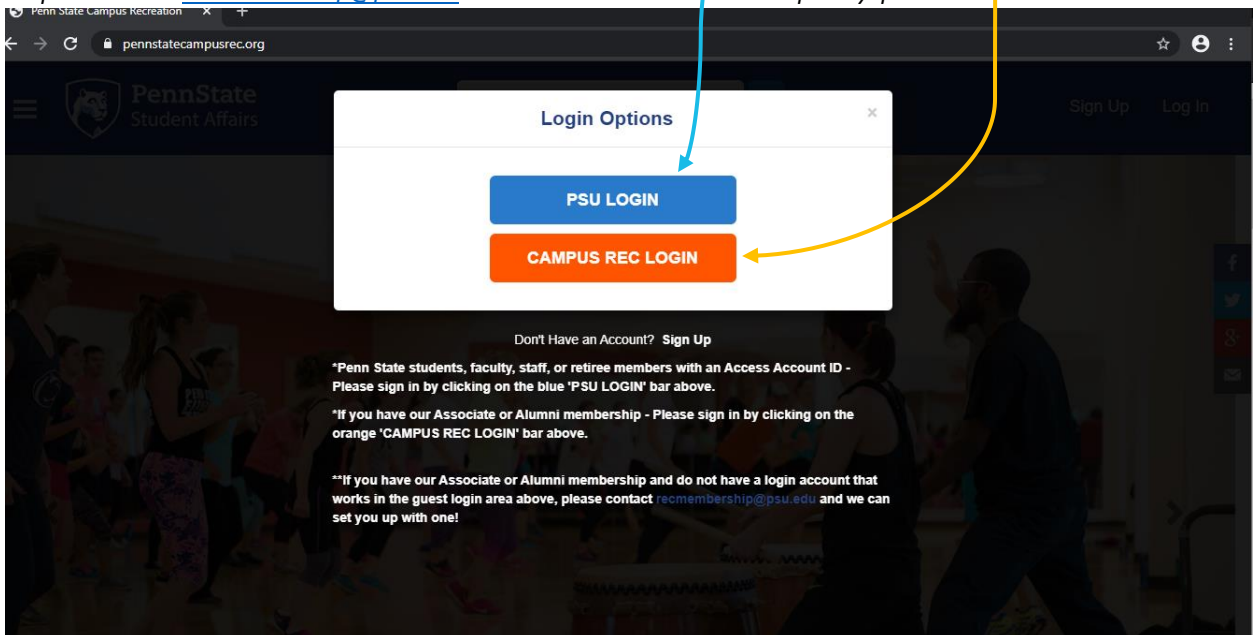 Penn State Campus Recreation
pennstatecampusrec.org
PennState
Student Affairs
Sign Up Log In
Login Options
PSU LOGIN
CAMPUS REC LOGIN
Don't Have an Account? Sign Up
*Penn State students, faculty, staff, or retiree members with an Access Account ID -
Please sign in by clicking on the blue 'PSU LOGIN' bar above.
*If you have our Associate or Alumni membership - Please sign in by clicking on the
orange 'CAMPUS REC LOGIN' bar above.
**If you have our Associate or Alumni membership and do not have a login account that
works in the guest login area above, please contact recmembership@psu.edu and we can
set you up with one!